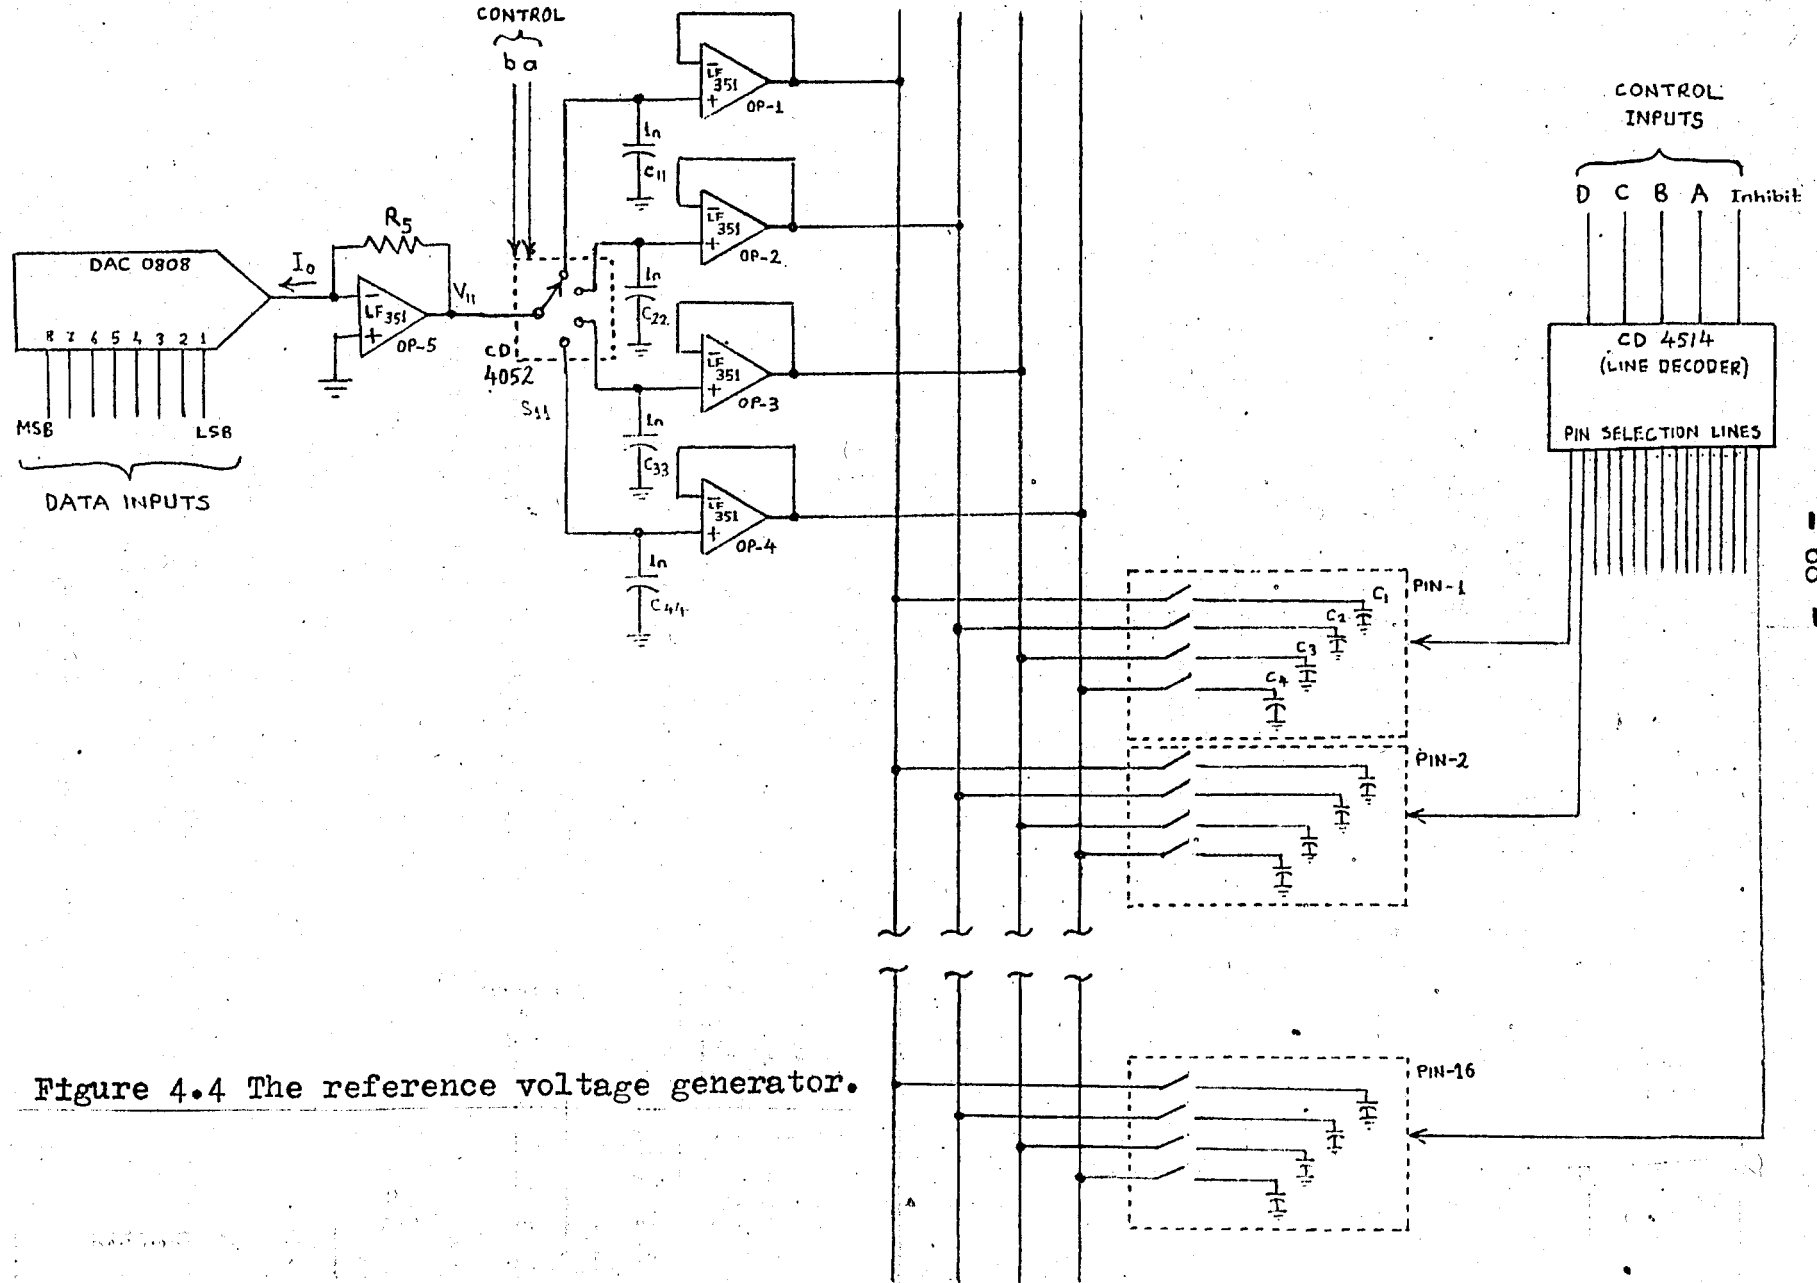 CONTROL
b a
LF
351
OP-1
1n
C11
LF
351
OP-2
1n
C22
LF
351
OP-3
1n
C33
LF
351
OP-4
1n
C44
DAC 0808
I0
R5
V11
LF351
OP-5
CD
4052
S11
8 7 6 5 4 3 2 1
MSB LSB
DATA INPUTS
CONTROL
INPUTS
D C B A Inhibit
CD 4514
(LINE DECODER)
PIN SELECTION LINES
- 88 -
PIN-1
C1
C2
C3
C4
PIN-2
PIN-16
Figure 4.4 The reference voltage generator.